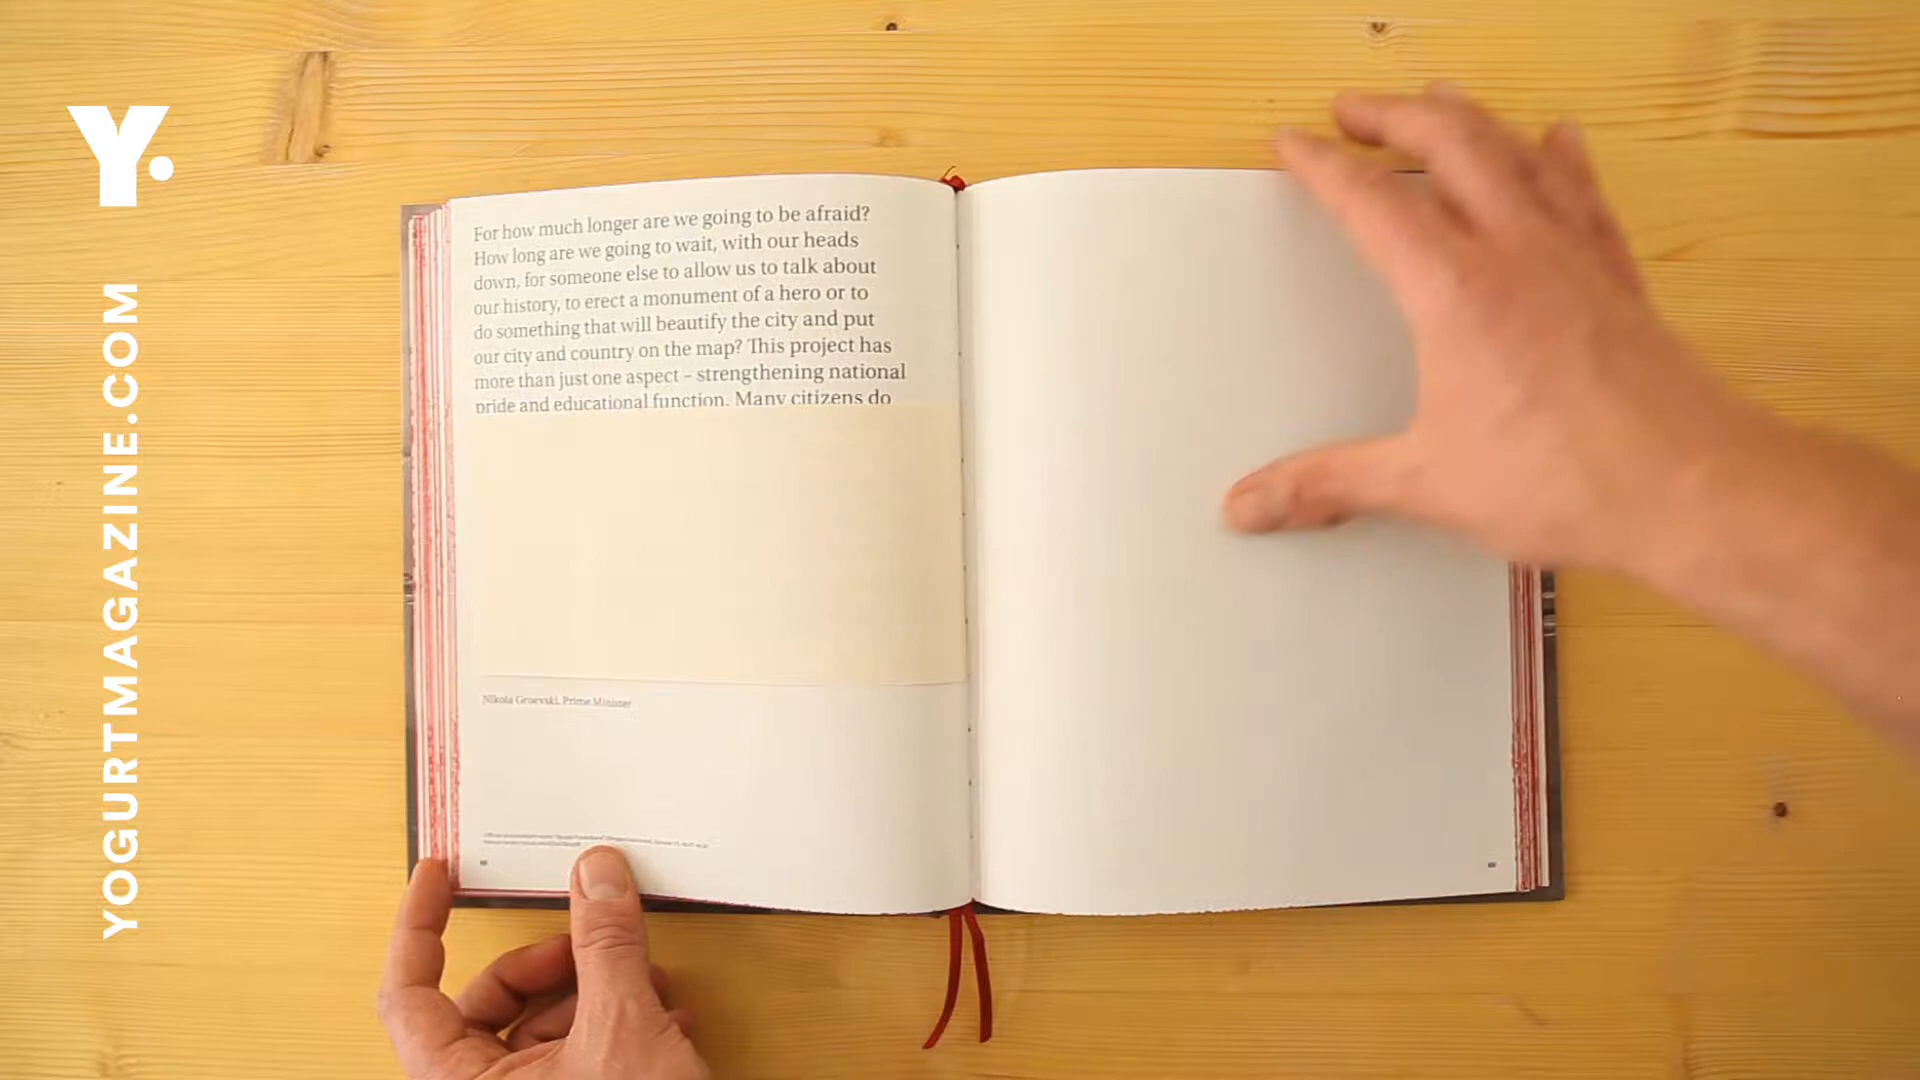 Y.
YOGURTMAGAZINE.COM
For how much longer are we going to be afraid?
How long are we going to wait, with our heads
down, for someone else to allow us to talk about
our history, to erect a monument of a hero or to
do something that will beautify the city and put
our city and country on the map? This project has
more than just one aspect – strengthening national
pride and educational function. Many citizens do
Nikola Gruevski, Prime Minister